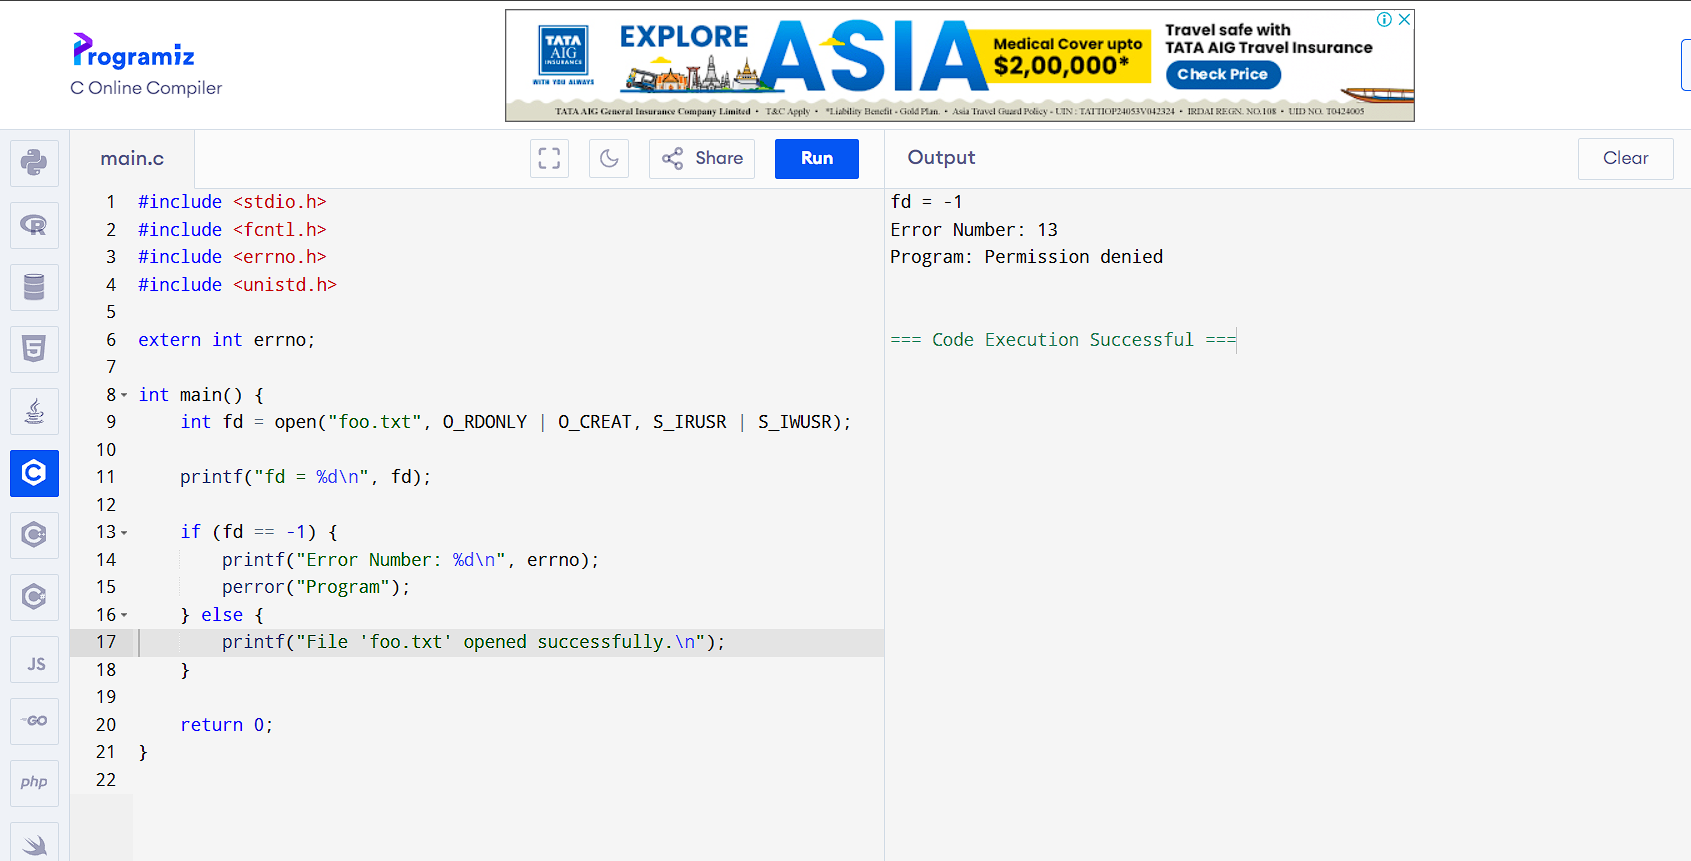 Programiz
C Online Compiler
TATA
AIG
INSURANCE
WITH YOU ALWAYS
EXPLORE
ASIA
Medical Cover upto
$2,00,000*
Travel safe with
TATA AIG Travel Insurance
Check Price
TATA AIG General Insurance Company Limited • T&C Apply • *Liability Benefit - Gold Plan. • Asia Travel Guard Policy - UIN : TATTIOP24053V042324 • IRDAI REGN. NO.108 • UID NO. T0424005
main.c
Share
Run
Output
Clear
1 #include <stdio.h>
2 #include <fcntl.h>
3 #include <errno.h>
4 #include <unistd.h>
5
6 extern int errno;
7
8 int main() {
9     int fd = open("foo.txt", O_RDONLY | O_CREAT, S_IRUSR | S_IWUSR);
10
11     printf("fd = %d\n", fd);
12
13     if (fd == -1) {
14         printf("Error Number: %d\n", errno);
15         perror("Program");
16     } else {
17         printf("File 'foo.txt' opened successfully.\n");
18     }
19
20     return 0;
21 }
22
fd = -1
Error Number: 13
Program: Permission denied
=== Code Execution Successful ===
R
5
C
C
C
JS
GO
php